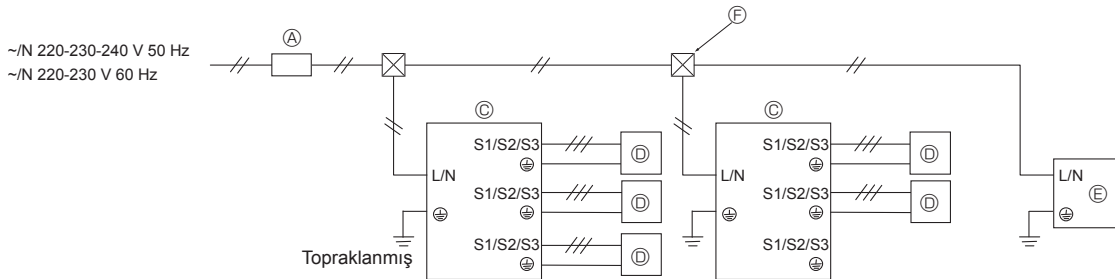 Ⓕ
~/N 220-230-240 V 50 Hz
~/N 220-230 V 60 Hz
Ⓐ
Ⓒ Ⓒ
S1/S2/S3 Ⓓ S1/S2/S3 Ⓓ
L/N L/N L/N
S1/S2/S3 Ⓓ S1/S2/S3 Ⓓ Ⓔ
Topraklanmış S1/S2/S3 Ⓓ S1/S2/S3